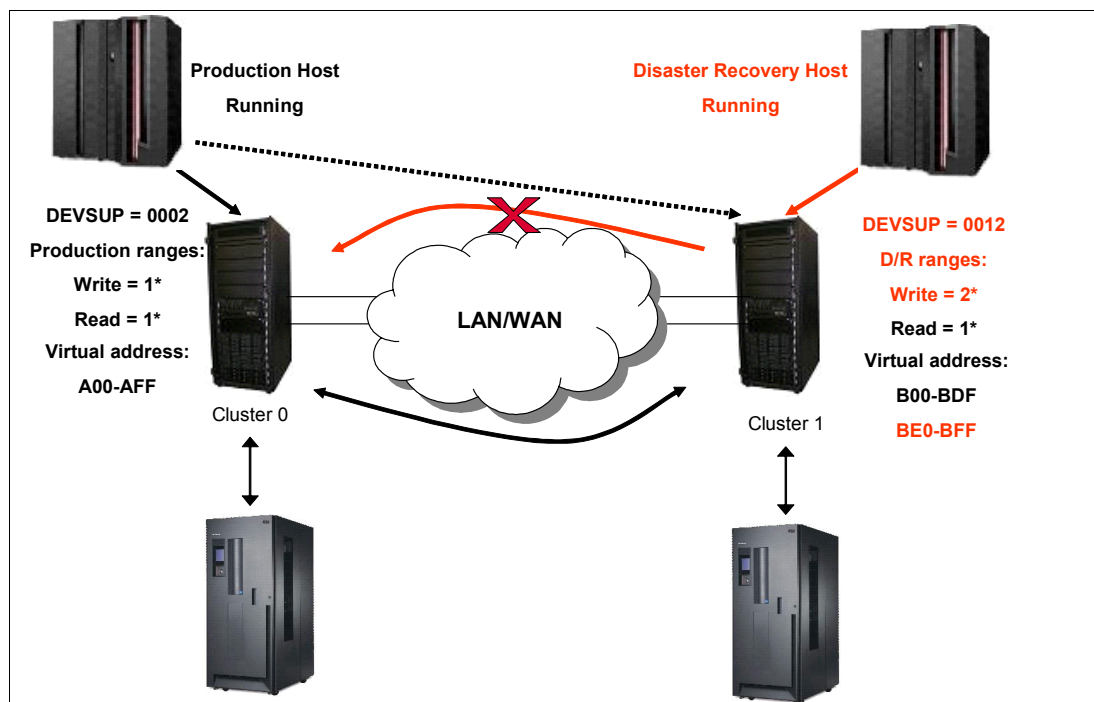 Production Host
Running
Disaster Recovery Host
Running
DEVSUP = 0002
Production ranges:
Write = 1*
Read = 1*
Virtual address:
A00-AFF
Cluster 0
LAN/WAN
DEVSUP = 0012
D/R ranges:
Write = 2*
Read = 1*
Virtual address:
B00-BDF
BE0-BFF
Cluster 1